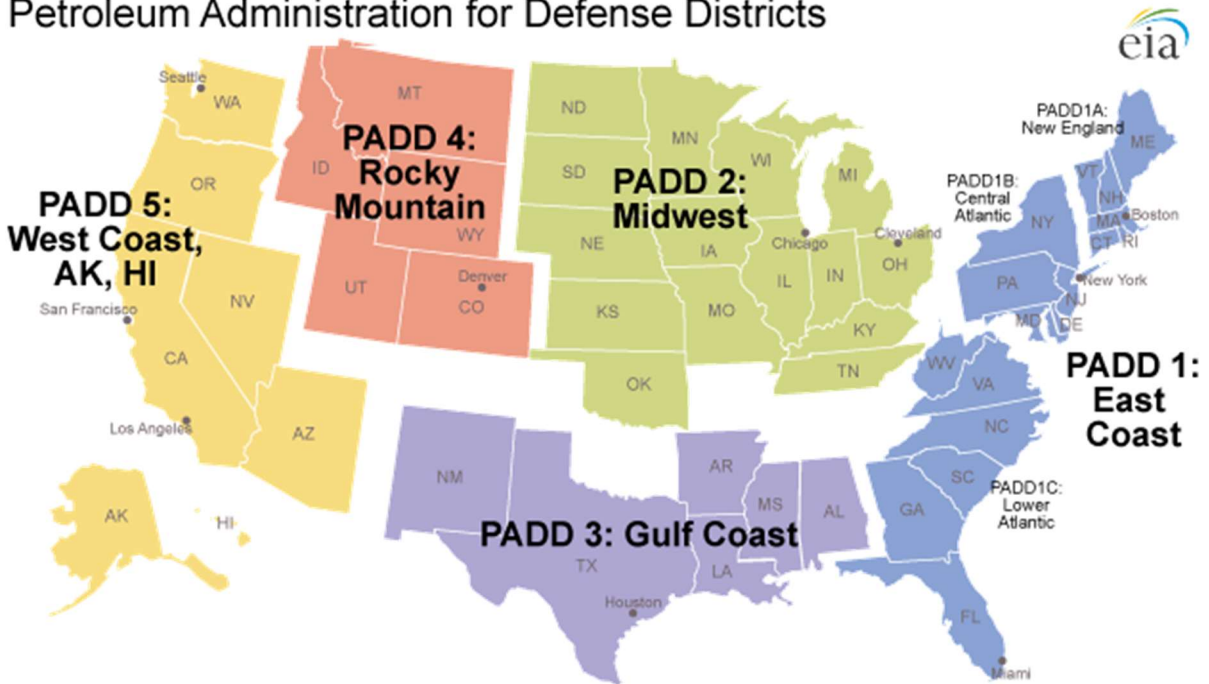 Petroleum Administration for Defense Districts
eia
Seattle
WA
MT
ND
MN
PADD1A:
New England
ME
PADD 4:
Rocky
Mountain
ID
WY
OR
SD
WI
MI
PADD 2:
Midwest
PADD1B:
Central
Atlantic
NY
VT
NH
MA
Boston
CT
RI
PADD 5:
West Coast,
AK, HI
NE
IA
Chicago
Cleveland
San Francisco
NV
UT
Denver
CO
KS
MO
IL
IN
OH
PA
New York
NJ
MD
DE
CA
KY
WV
VA
PADD 1:
East
Coast
Los Angeles
AZ
OK
TN
NC
NM
AR
MS
AL
GA
SC
PADD1C:
Lower
Atlantic
AK
HI
PADD 3: Gulf Coast
TX
LA
Houston
FL
Miami